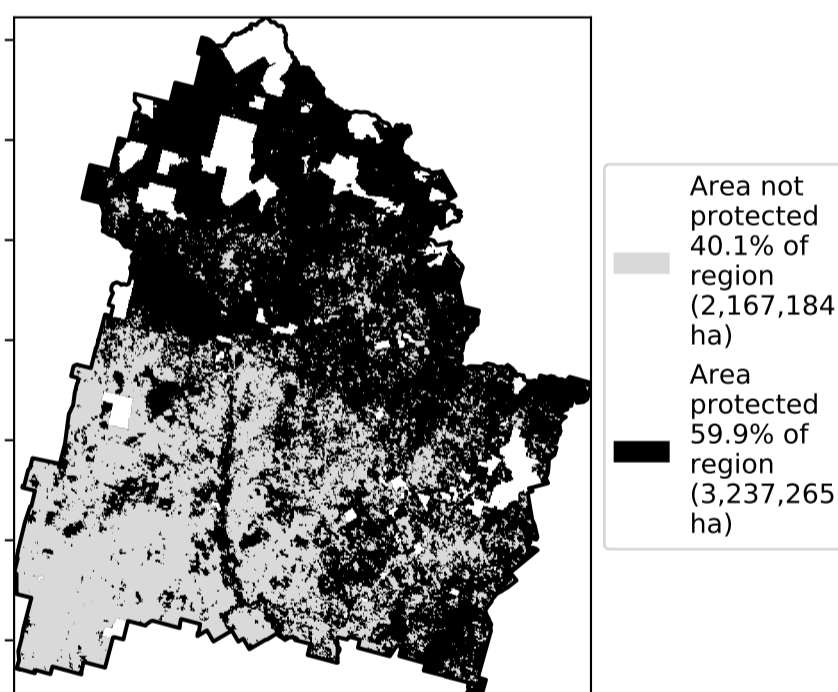 Area not
protected
40.1% of
region
(2,167,184
ha)
Area
protected
59.9% of
region
(3,237,265
ha)